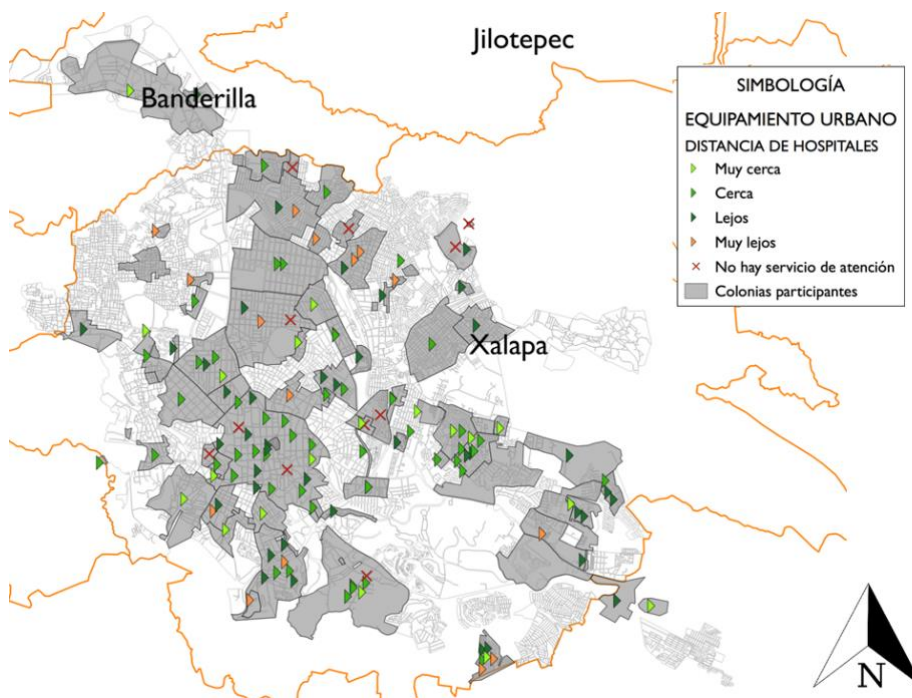 Jilotepec
Banderilla
Xalapa
SIMBOLOGÍA
EQUIPAMIENTO URBANO
DISTANCIA DE HOSPITALES
Muy cerca
Cerca
Lejos
Muy lejos
No hay servicio de atención
Colonias participantes
N